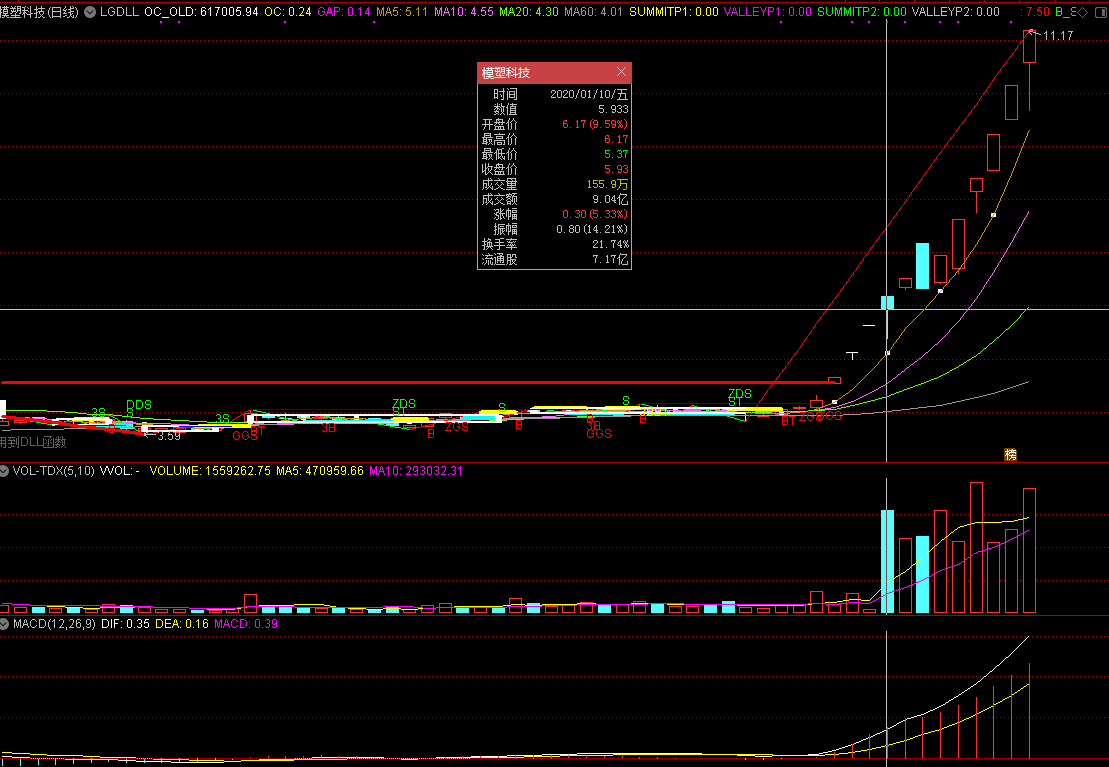 模塑科技(日线) LGDLL OC_OLD: 617005.94 OC: 0.24 GAP: 0.14 MA5: 5.11 MA10: 4.55 MA20: 4.30 MA60: 4.01 SUMMITP1: 0.00 VALLEYP1: 0.00 SUMMITP2: 0.00 VALLEYP2: 0.00 : 7.50 B_S
11.17
模塑科技
时间 2020/01/10/五
数值 5.933
开盘价 6.17(9.59%)
最高价 6.17
最低价 5.37
收盘价 5.93
成交量 155.9万
成交额 9.04亿
涨幅 0.30(5.33%)
振幅 0.80(14.21%)
换手率 21.74%
流通股 7.17亿
3S
DDS
S
3S
ZDS
S
S
ZDS
3.59
GGS
3B
B
ZGS
B
3B
GGS
B
用到DLL函数
榜
VOL-TDX(5,10) VVOL: - VOLUME: 1559262.75 MA5: 470959.66 MA10: 293032.31
MACD(12,26,9) DIF: 0.35 DEA: 0.16 MACD: 0.39